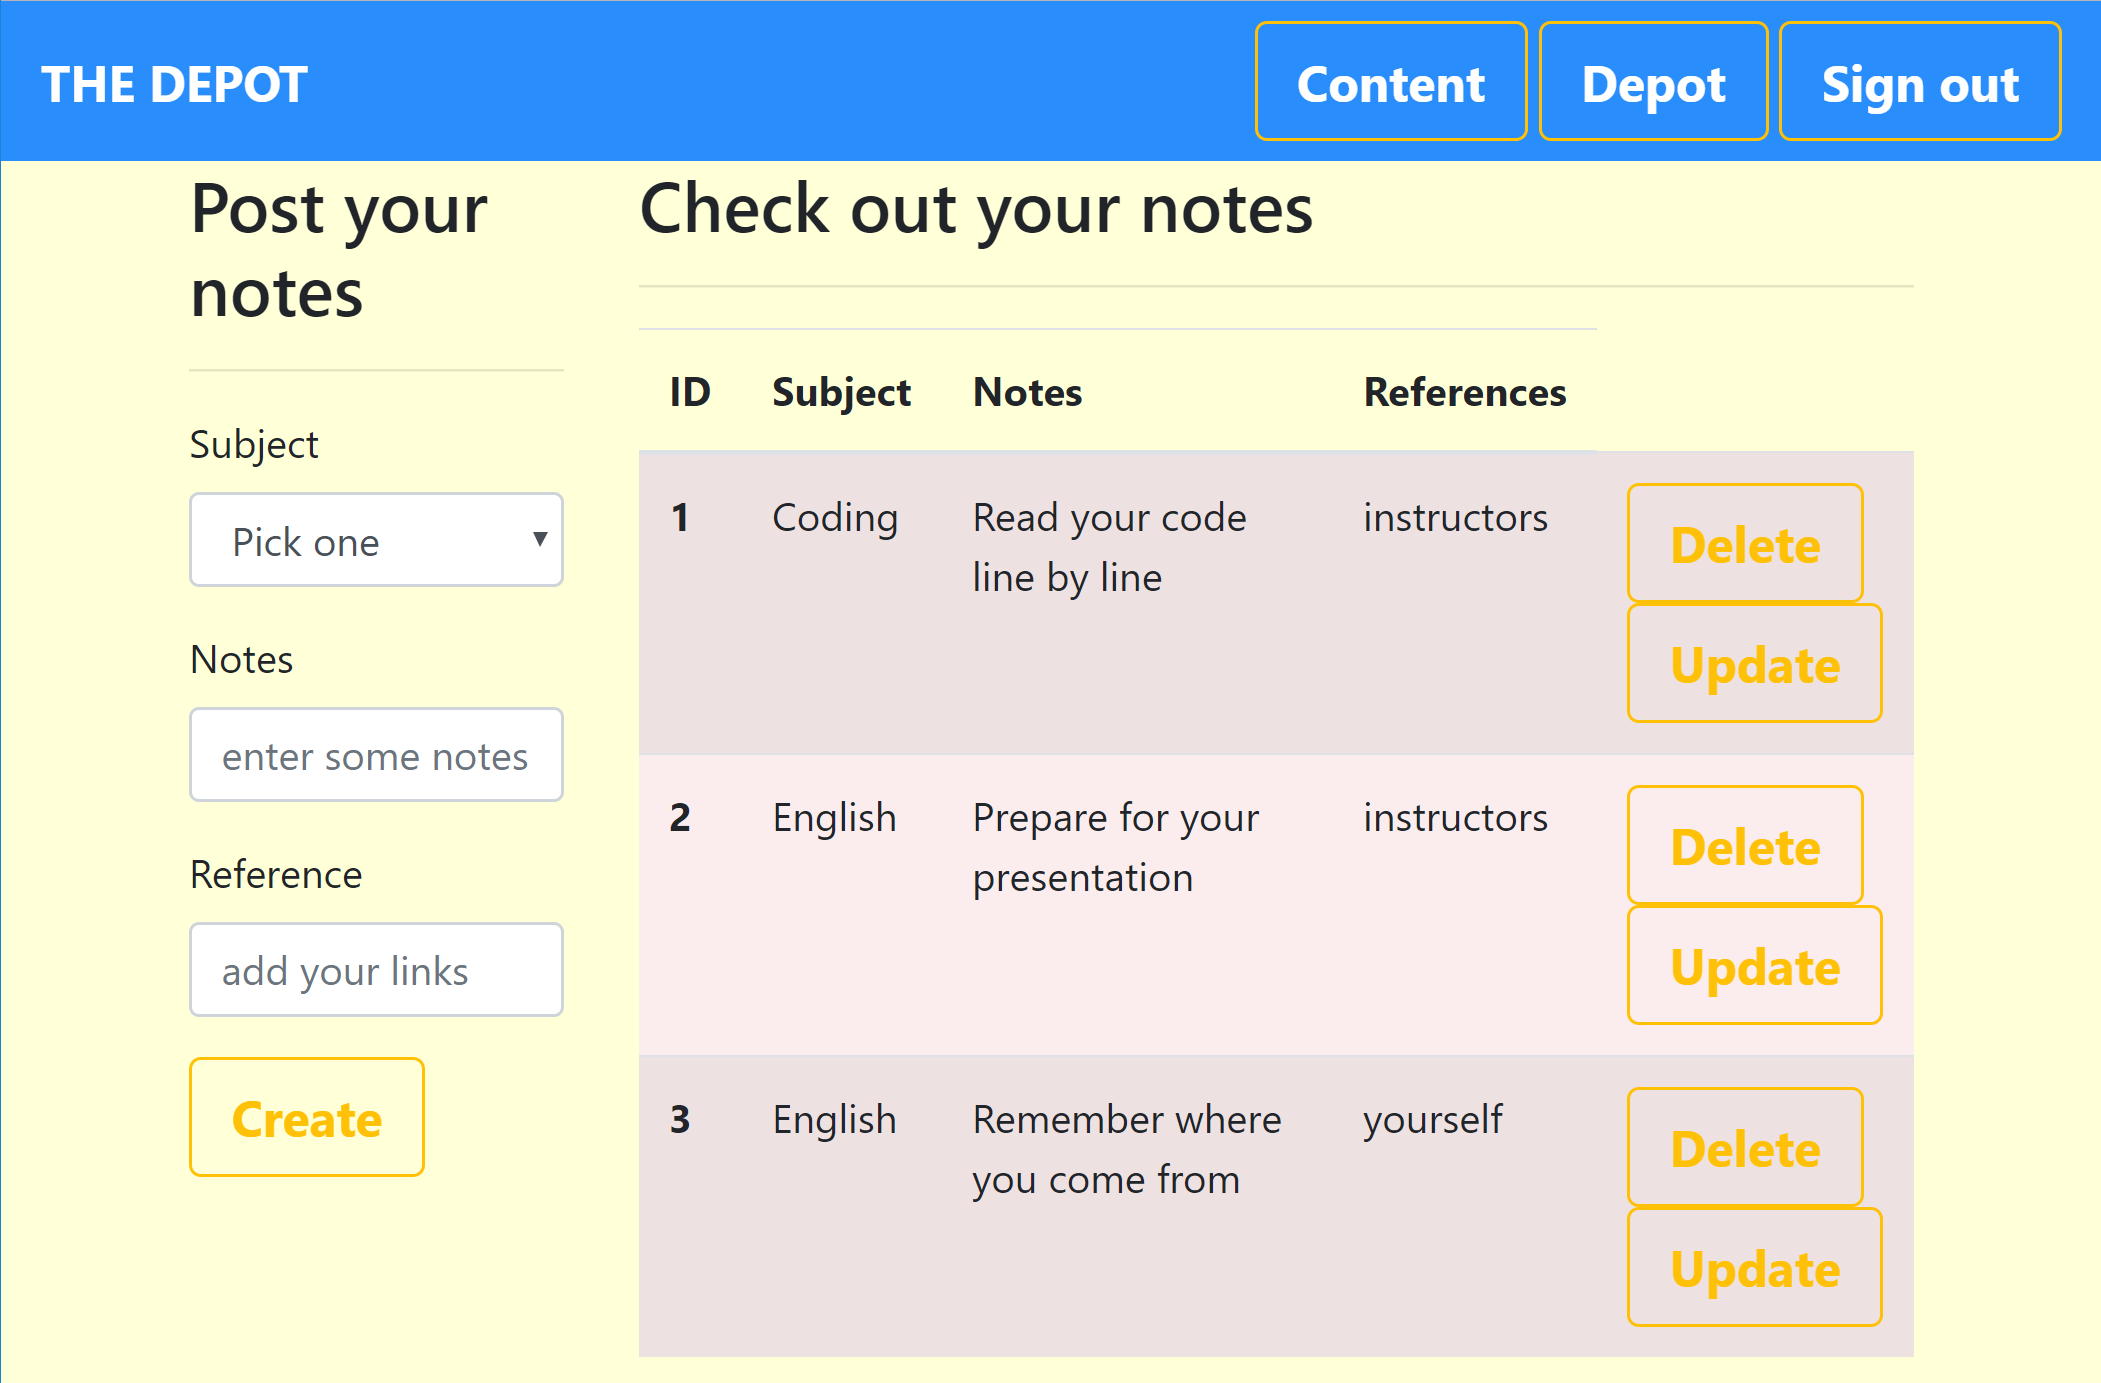 THE DEPOT
Content
Depot
Sign out
Post your
notes
Subject
Pick one
Notes
enter some notes
Reference
add your links
Create
Check out your notes
ID Subject Notes References
1 Coding Read your code instructors
line by line
Delete
Update
2 English Prepare for your instructors
presentation
Delete
Update
3 English Remember where yourself
you come from
Delete
Update